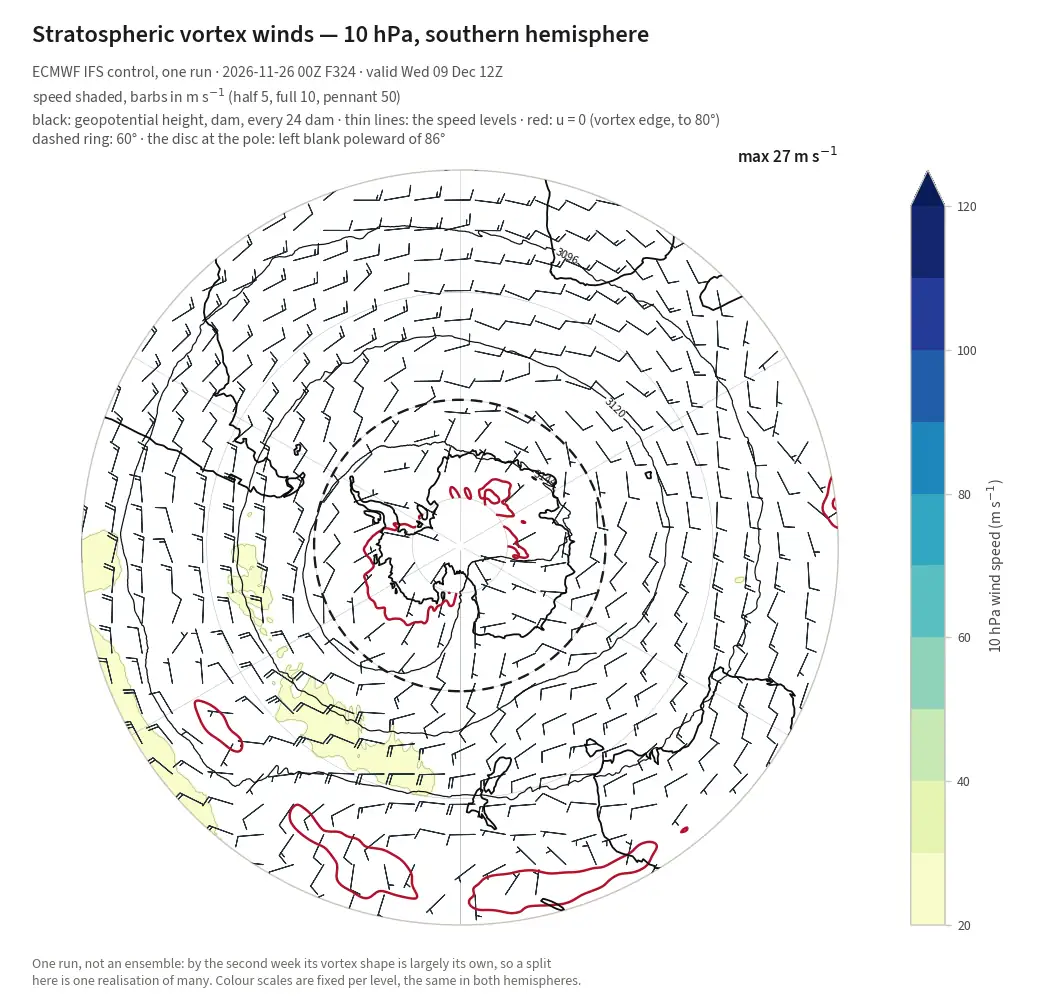 Stratospheric vortex winds — 10 hPa, southern hemisphere
ECMWF IFS control, one run · 2026-11-26 00Z F324 · valid Wed 09 Dec 12Z
speed shaded, barbs in m s⁻¹ (half 5, full 10, pennant 50)
black: geopotential height, dam, every 24 dam · thin lines: the speed levels · red: u = 0 (vortex edge, to 80°)
dashed ring: 60° · the disc at the pole: left blank poleward of 86°
max 27 m s⁻¹
3096
3120
120
100
80
60
40
20
10 hPa wind speed (m s⁻¹)
One run, not an ensemble: by the second week its vortex shape is largely its own, so a split
here is one realisation of many. Colour scales are fixed per level, the same in both hemispheres.